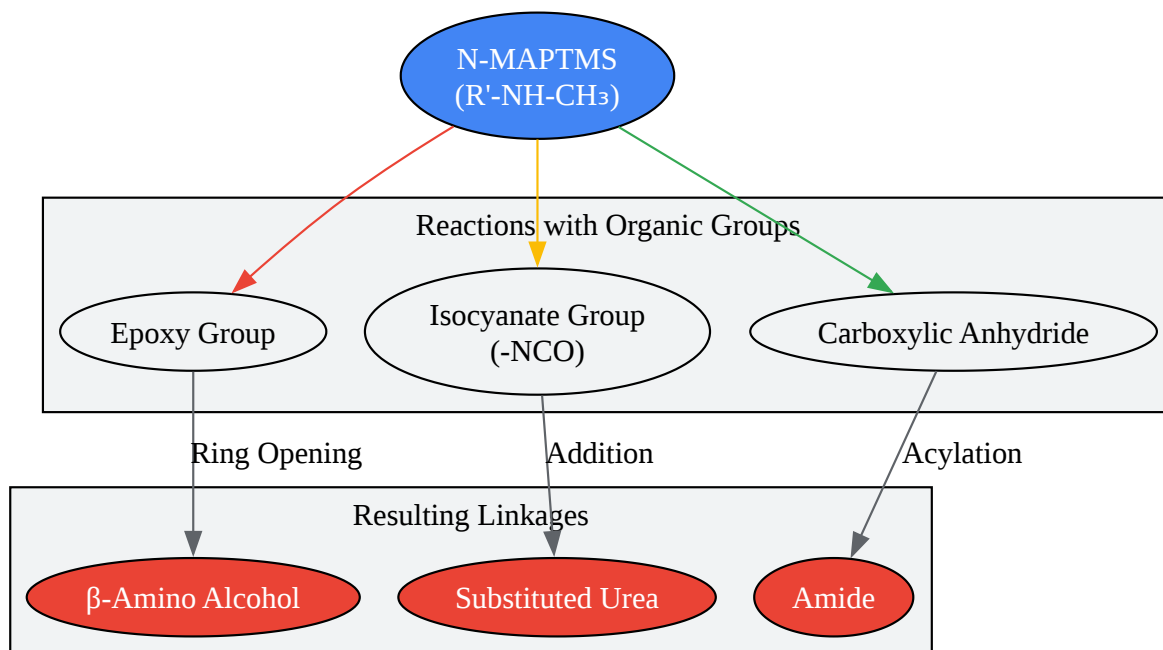 N-MAPTMS
(R'-NH-CH₃)
Reactions with Organic Groups
Epoxy Group
Isocyanate Group
(-NCO)
Carboxylic Anhydride
Ring Opening
Addition
Acylation
Resulting Linkages
β-Amino Alcohol
Substituted Urea
Amide